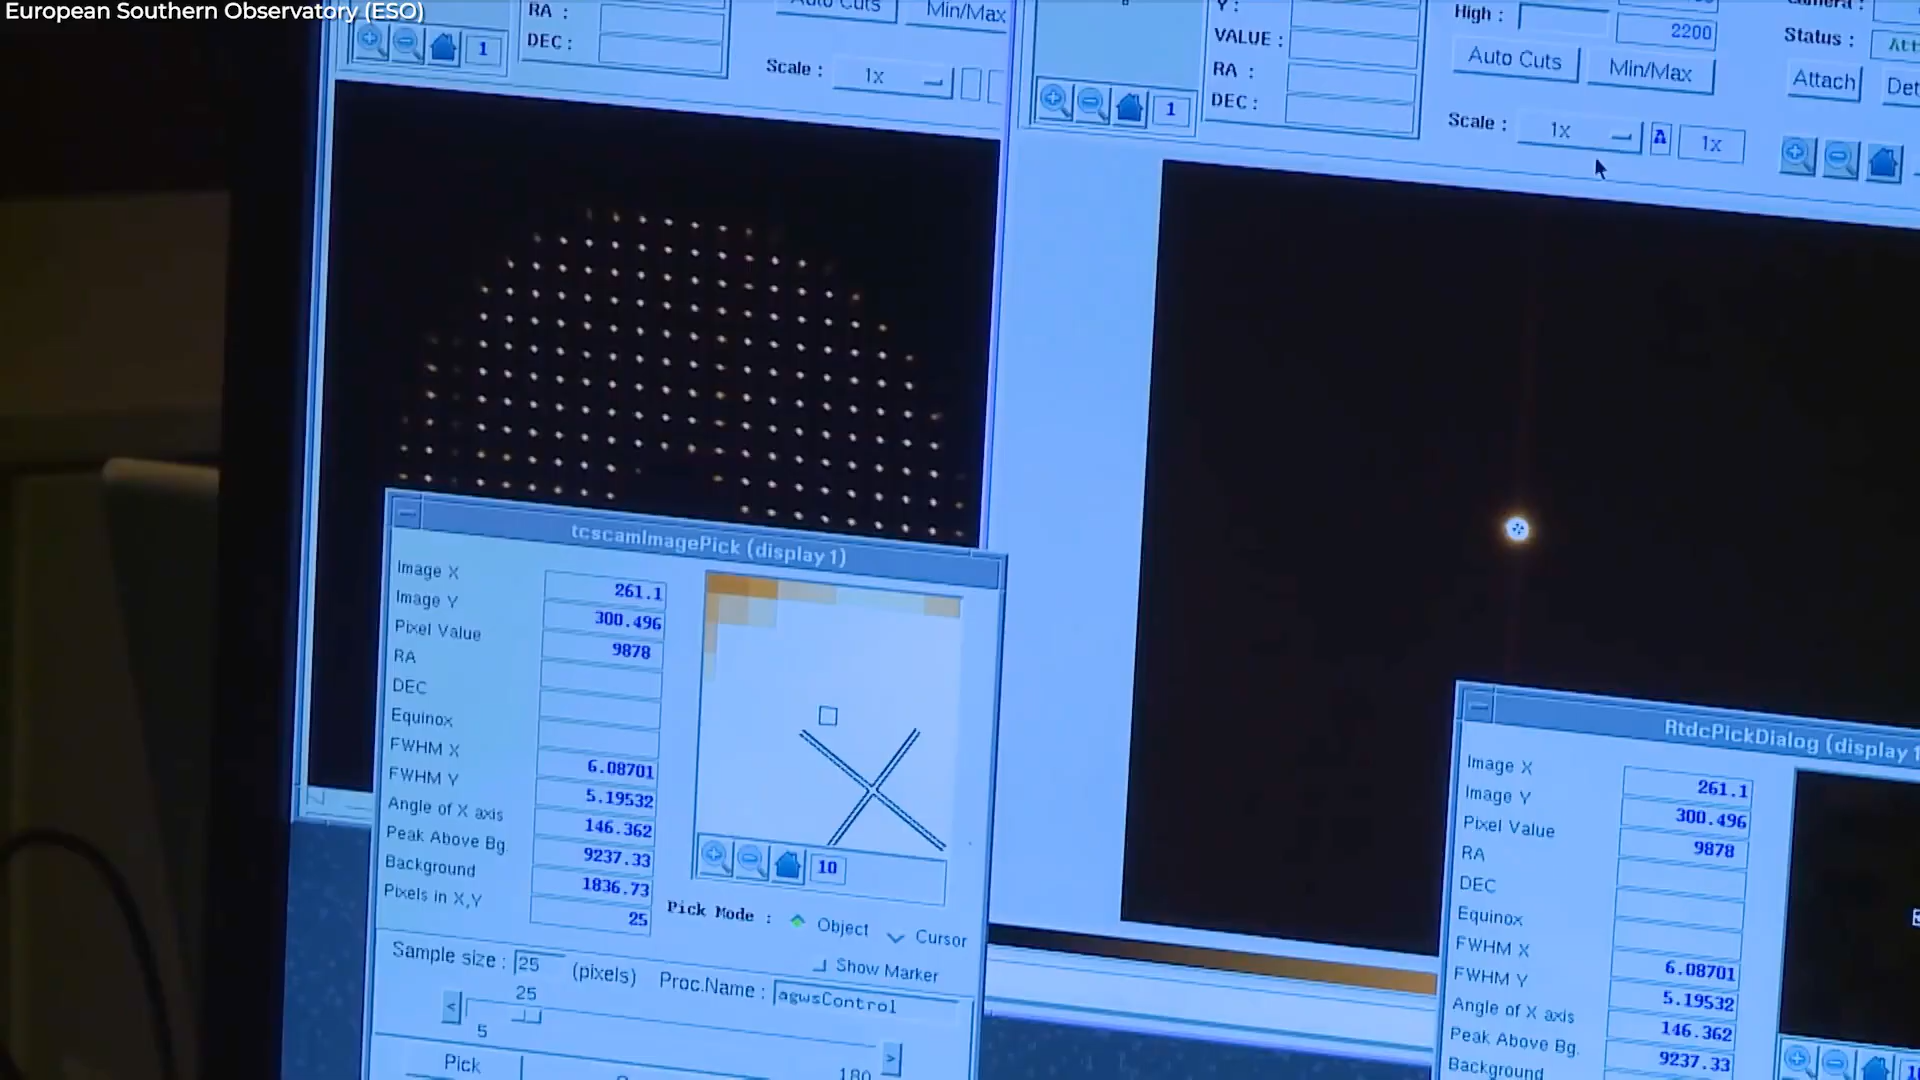 European Southern Observatory (ESO)
RA :
DEC :
1
Auto Cuts
Min/Max
Scale :
1x
VALUE :
RA :
DEC :
1
High :
2200
Auto Cuts
Min/Max
Scale :
1x
A
1x
Status :
Attach
tcscamImagePick (display 1)
Image X
261.1
Image Y
300.496
Pixel Value
9878
RA
DEC
Equinox
FWHM X
6.08701
FWHM Y
5.19532
Angle of X axis
146.362
Peak Above Bg.
9237.33
Background
1836.73
Pixels in X,Y
25
10
Pick Mode :
Object
Cursor
Show Marker
Sample size :
25
(pixels)
Proc.Name :
agwsControl
25
<
5
180
>
Pick
RtdcPickDialog (display 1
Image X
261.1
Image Y
300.496
Pixel Value
9878
RA
DEC
Equinox
FWHM X
6.08701
FWHM Y
5.19532
Angle of X axis
146.362
Peak Above Bg.
9237.33
Background